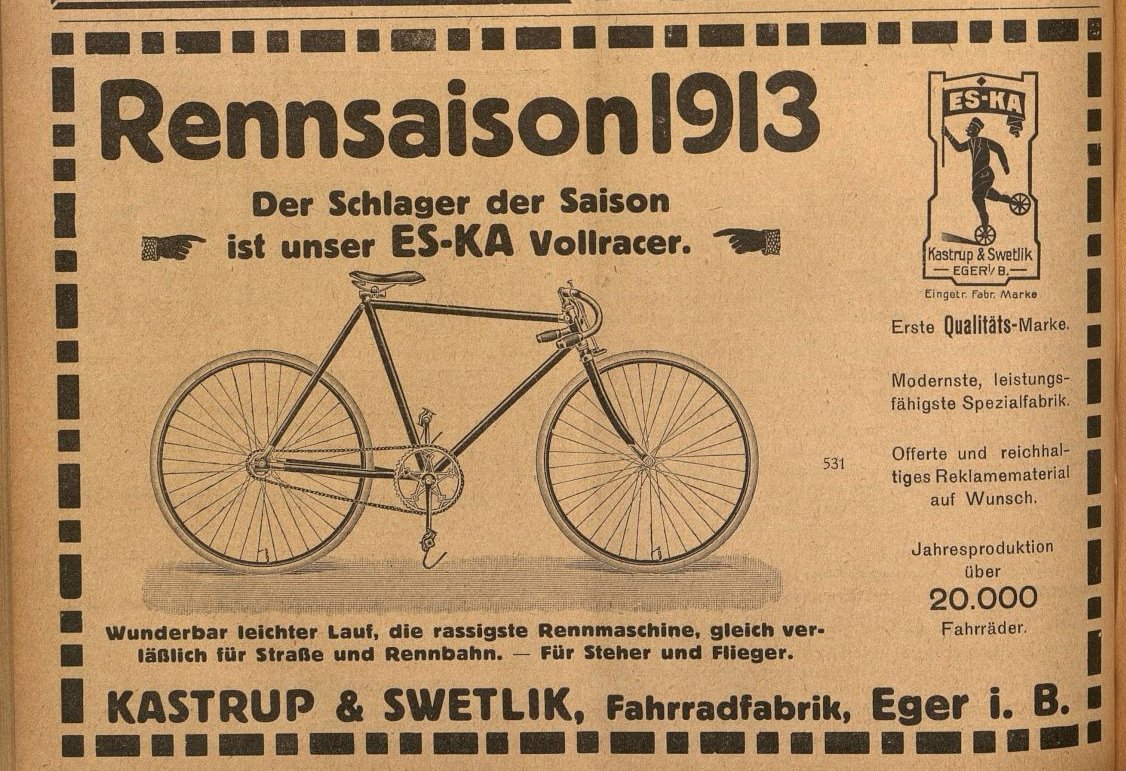 Rennsaison 1913
Der Schlager der Saison
ist unser ES-KA Vollracer.
ES-KA
Kastrup & Swetlik
EGER i/B.
Eingetr. Fabr. Marke
Erste Qualitäts-Marke.
Modernste, leistungs-
fähigste Spezialfabrik.
Offerte und reichhal-
tiges Reklamematerial
auf Wunsch.
Jahresproduktion
über
20.000
Fahrräder.
531
Wunderbar leichter Lauf, die rassigste Rennmaschine, gleich ver-
läßlich für Straße und Rennbahn. — Für Steher und Flieger.
KASTRUP & SWETLIK, Fahrradfabrik, Eger i. B.